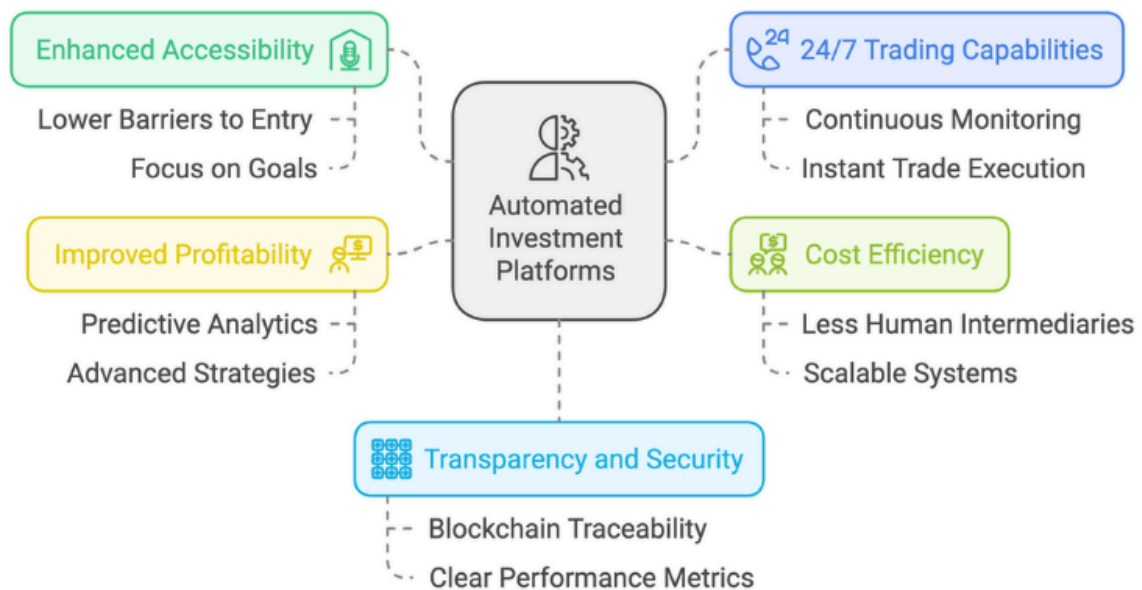 Enhanced Accessibility
Lower Barriers to Entry
Focus on Goals
Improved Profitability
Predictive Analytics
Advanced Strategies
Automated
Investment
Platforms
24
24/7 Trading Capabilities
Continuous Monitoring
Instant Trade Execution
$
$
Cost Efficiency
Less Human Intermediaries
Scalable Systems
Transparency and Security
Blockchain Traceability
Clear Performance Metrics